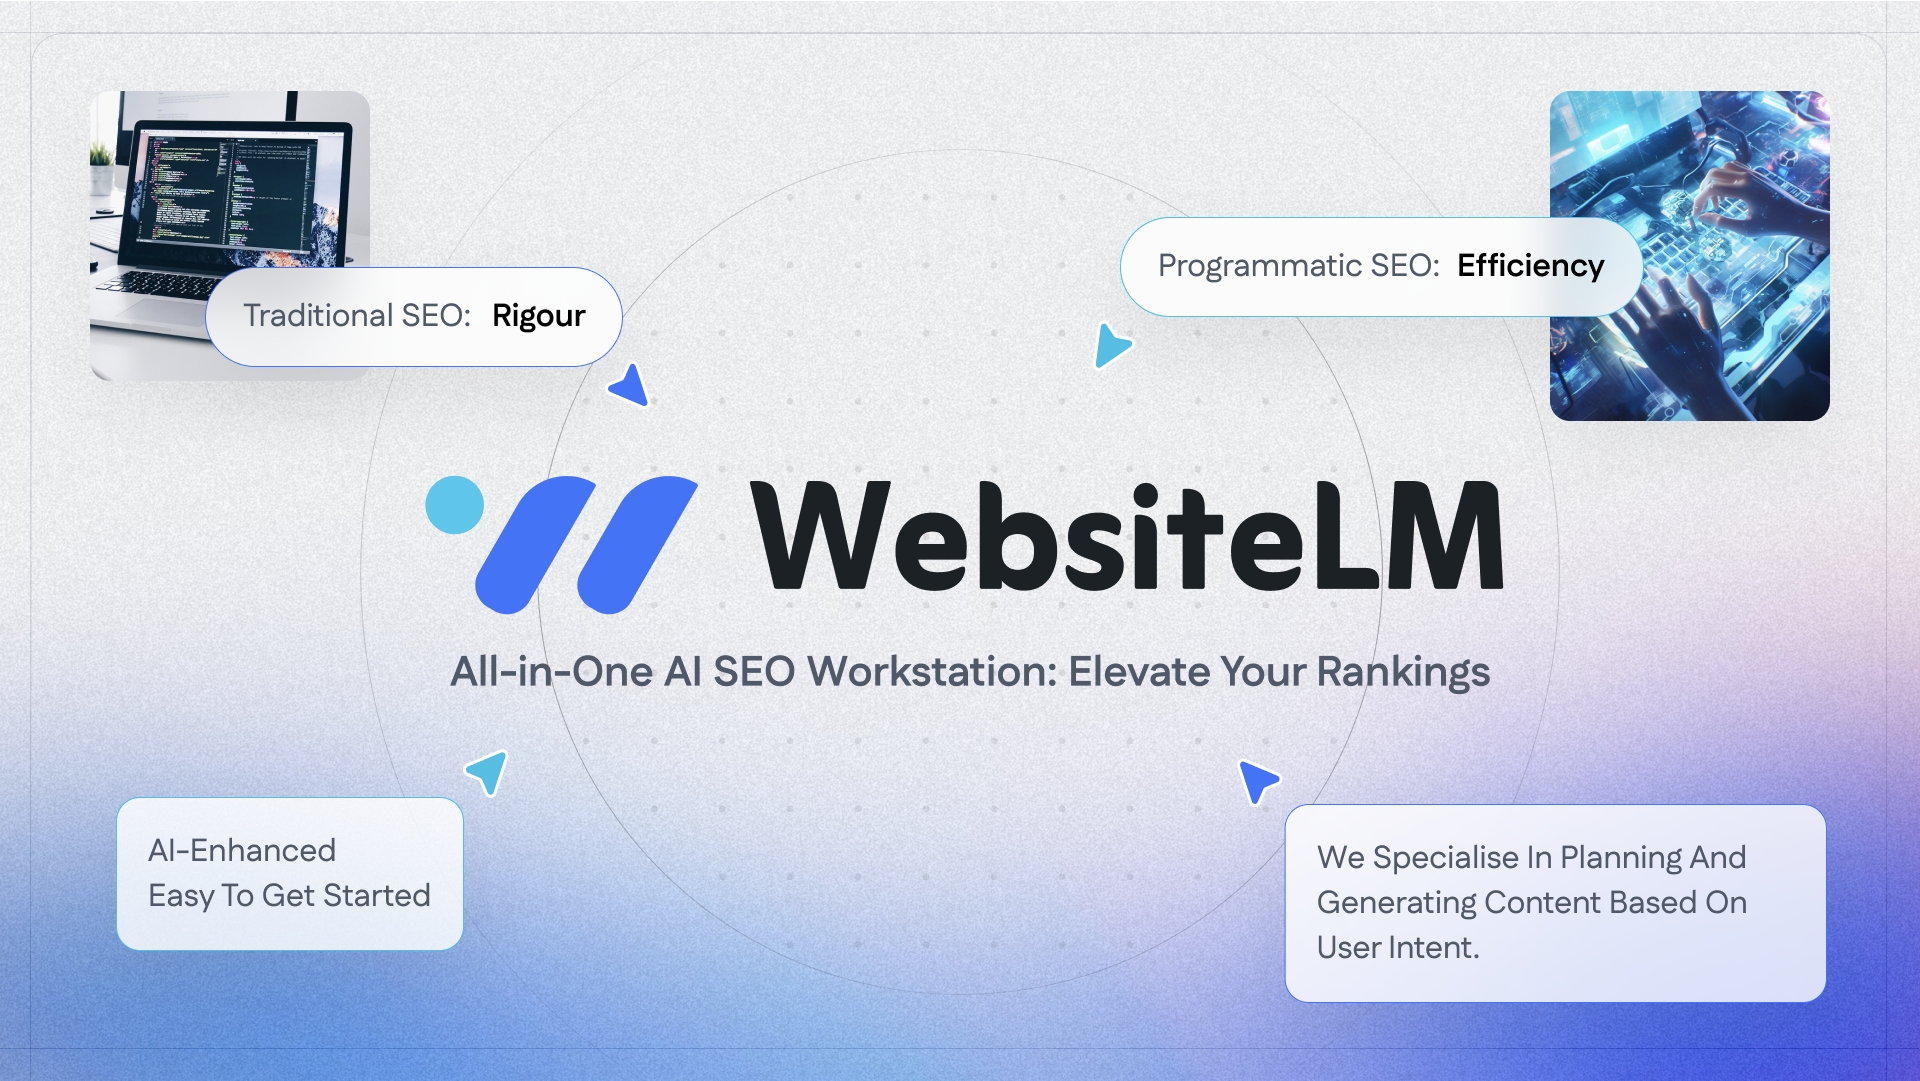 Traditional SEO: Rigour
Programmatic SEO: Efficiency
WebsiteLM
All-in-One AI SEO Workstation: Elevate Your Rankings
AI-Enhanced
Easy To Get Started
We Specialise In Planning And
Generating Content Based On
User Intent.